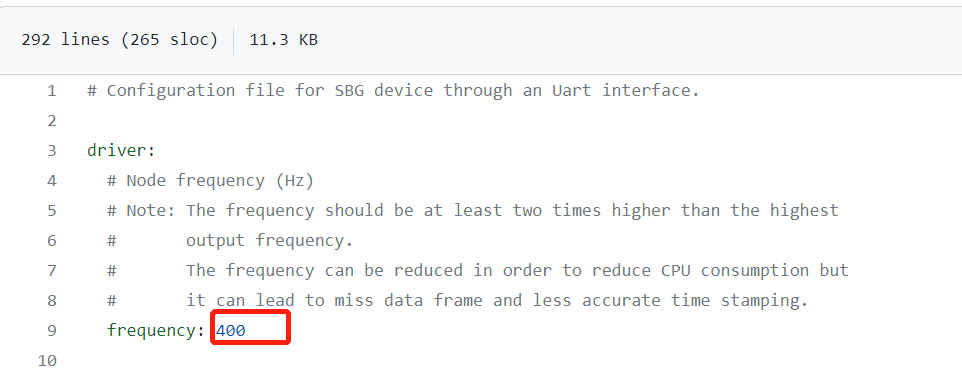 292 lines (265 sloc) 11.3 KB
1 # Configuration file for SBG device through an Uart interface.
2
3 driver:
4 # Node frequency (Hz)
5 # Note: The frequency should be at least two times higher than the highest
6 # output frequency.
7 # The frequency can be reduced in order to reduce CPU consumption but
8 # it can lead to miss data frame and less accurate time stamping.
9 frequency: 400
10